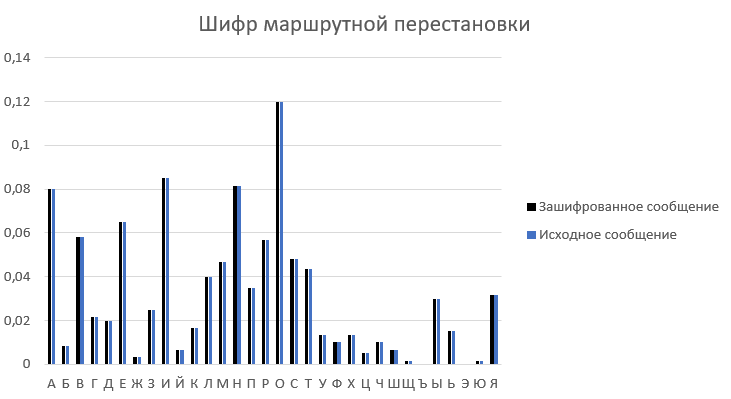 Шифр маршрутной перестановки
0,14
0,12
0,1
0,08
0,06
0,04
0,02
0
А Б В Г Д Е Ж З И Й К Л М Н П Р О С Т У Ф Х Ц Ч Ш Щ Ъ Ы Ь Э Ю Я
Зашифрованное сообщение
Исходное сообщение